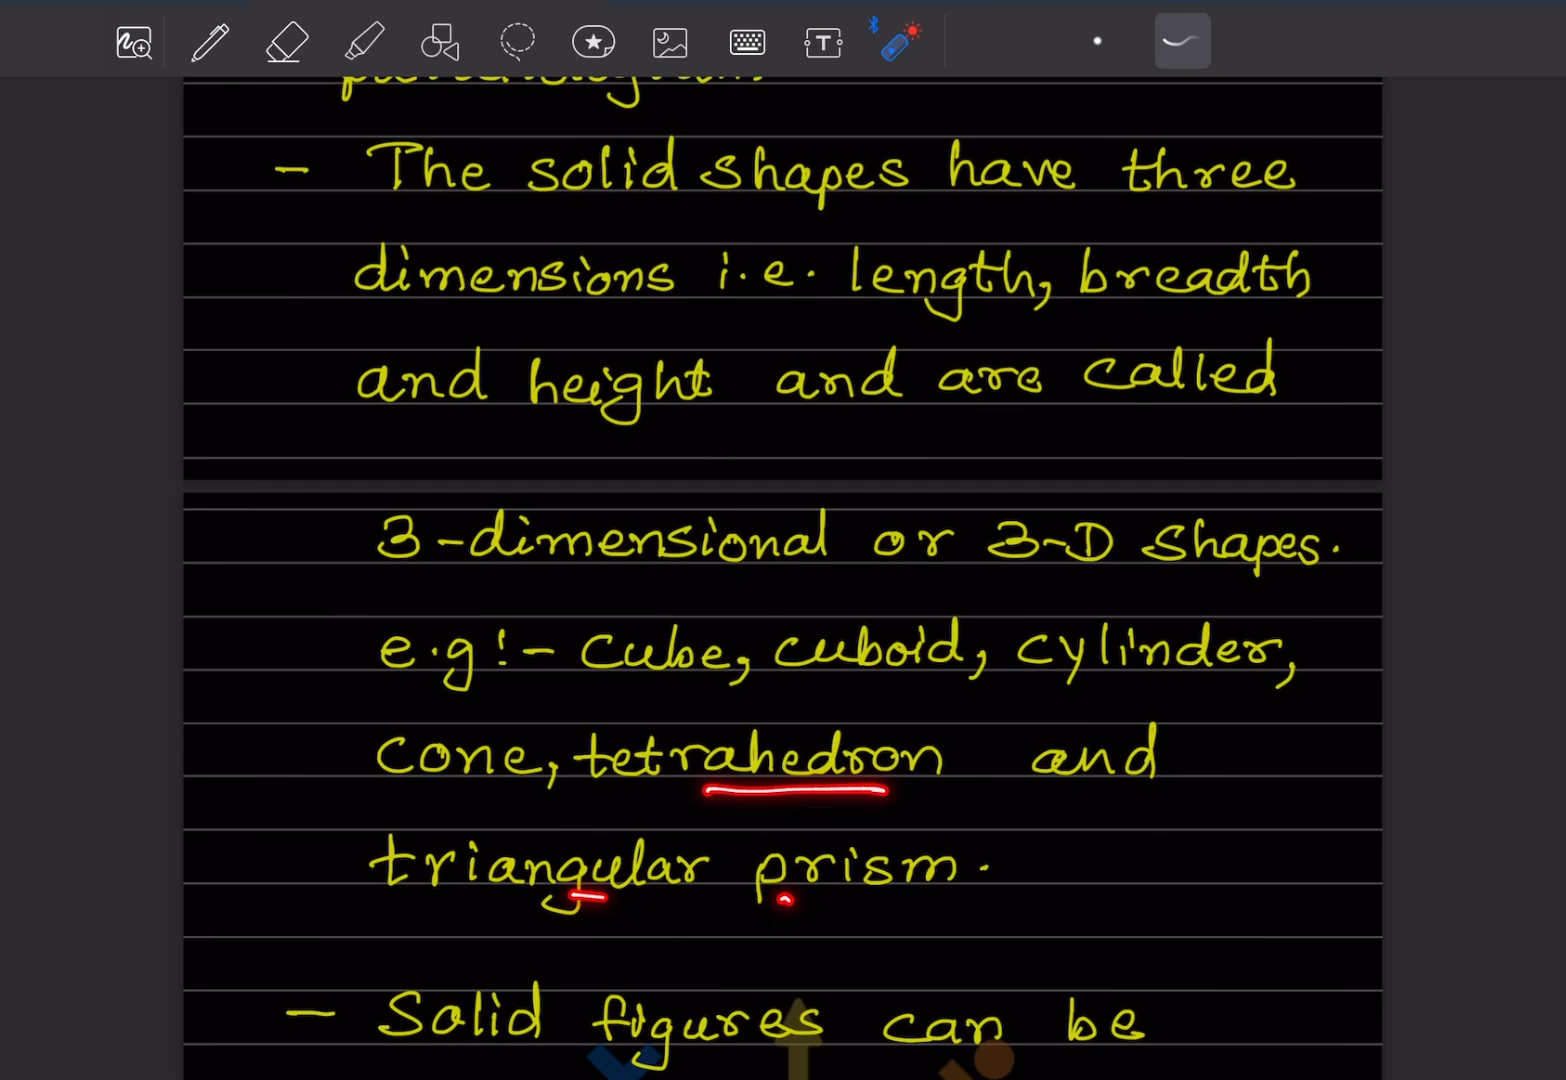 - The solid shapes have three
dimensions i.e. length, breadth
and height and are called
3-dimensional or 3-D shapes.
e.g:- cube, cuboid, cylinder,
cone, tetrahedron and
triangular prism.
- Solid figures can be